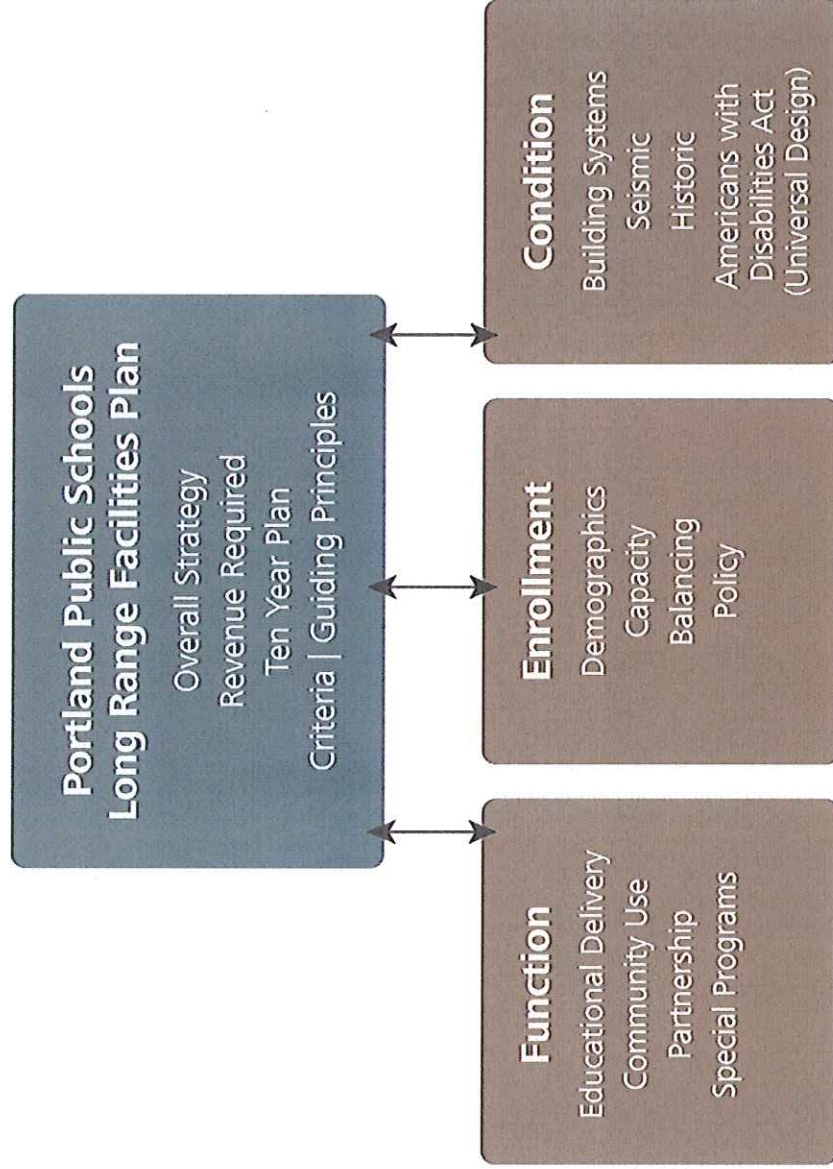 Portland Public Schools
Long Range Facilities Plan
Overall Strategy
Revenue Required
Ten Year Plan
Criteria | Guiding Principles
Function
Educational Delivery
Community Use
Partnership
Special Programs
Enrollment
Demographics
Capacity
Balancing
Policy
Condition
Building Systems
Seismic
Historic
Americans with
Disabilities Act
(Universal Design)